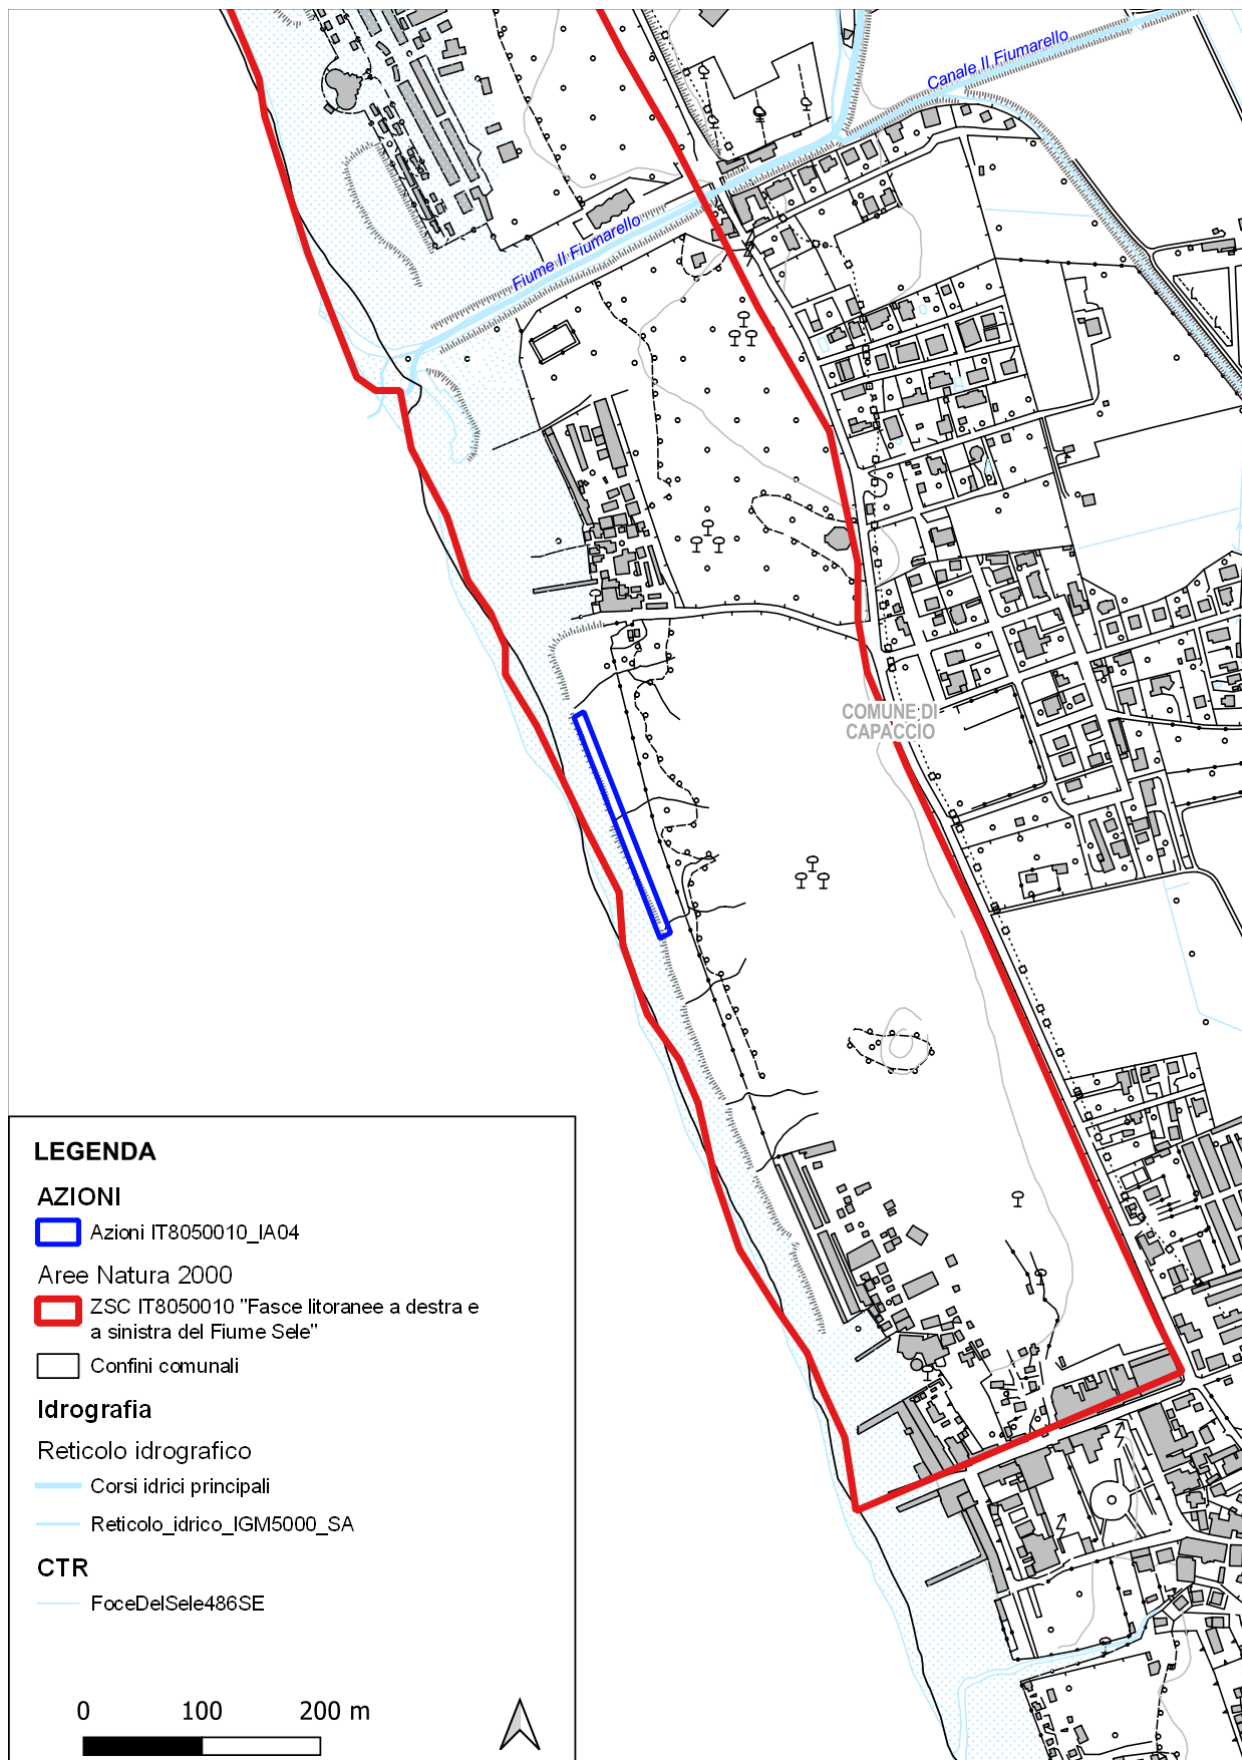 Canale Il Fiumarello
Fiume Il Fiumarello
COMUNE DI
CAPACCIO
LEGENDA
AZIONI
Azioni IT8050010_IA04
Aree Natura 2000
ZSC IT8050010 "Fasce litoranee a destra e
a sinistra del Fiume Sele"
Confini comunali
Idrografia
Reticolo idrografico
Corsi idrici principali
Reticolo_idrico_IGM5000_SA
CTR
FoceDelSele486SE
0 100 200 m